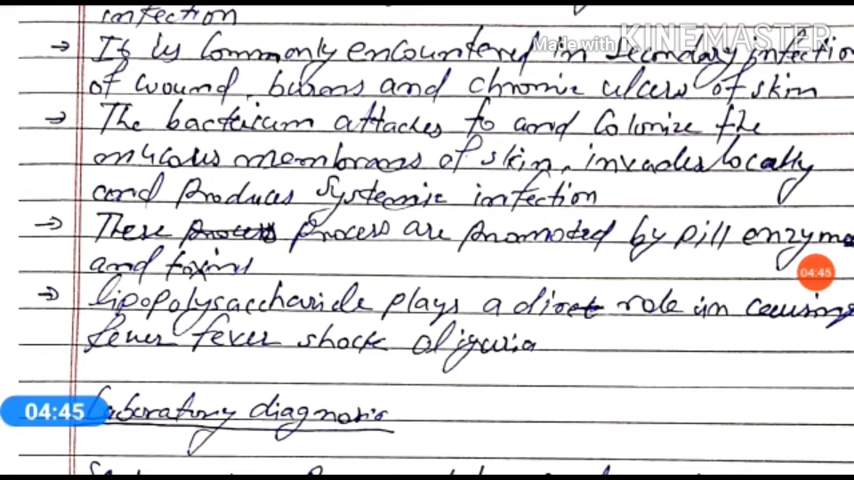 infection
Made with KINEMASTER
→ It is commonly encountered in secondary infection
of wound, burns and chronic ulcers of skin
→ The bacterium attaches to and colonize the
mucous membrans of skin, invades locally
and produces systemic infection
→ These process are promoted by pili enzyme
and toxins
04:45
→ lipopolysaccharide plays a direct role in causing
fever fever shock oliguria
04:45
Laboratory diagnosis